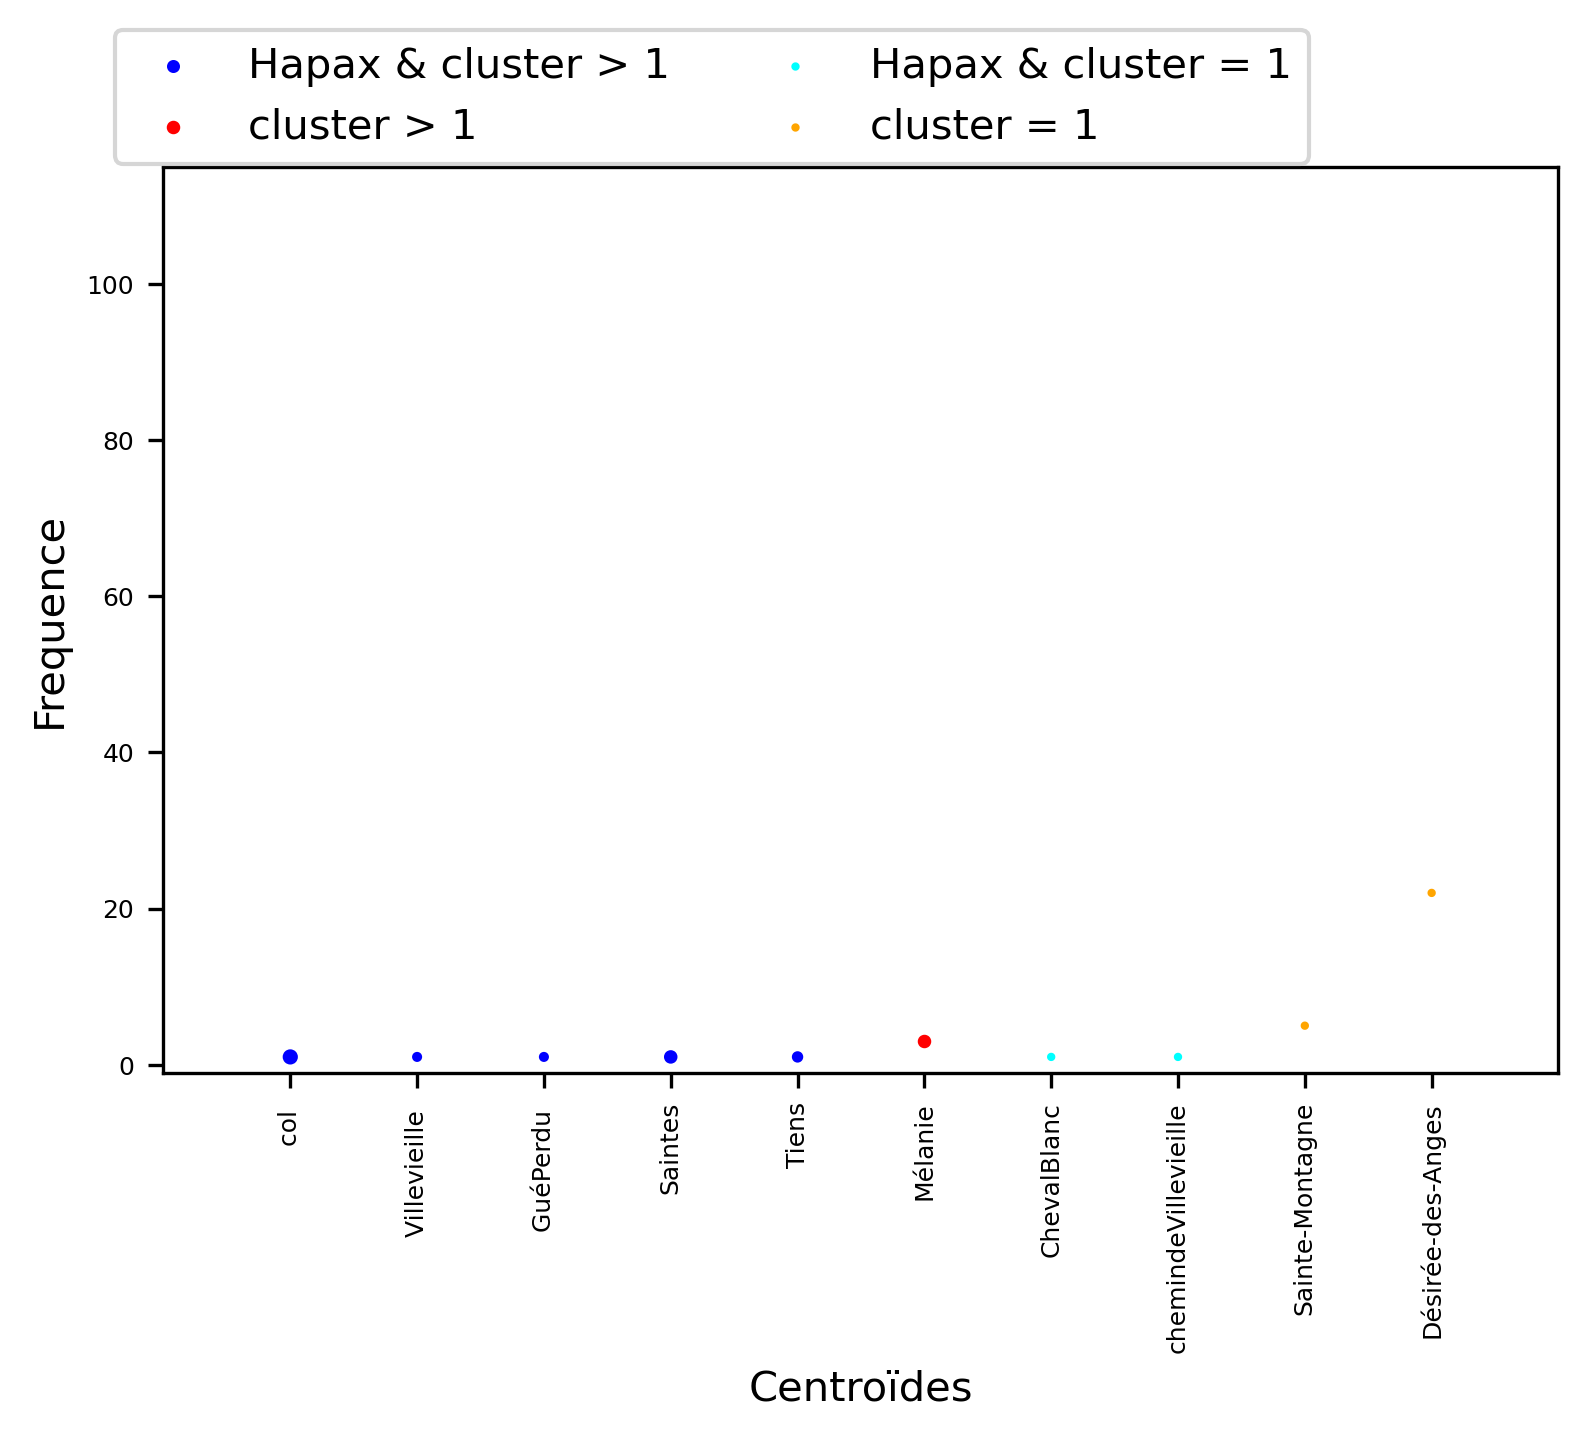 Hapax & cluster > 1
cluster > 1
Hapax & cluster = 1
cluster = 1
Frequence
100
80
60
40
20
0
col
Villevieille
GuéPerdu
Saintes
Tiens
Mélanie
ChevalBlanc
chemindeVillevieille
Sainte-Montagne
Désirée-des-Anges
Centroïdes